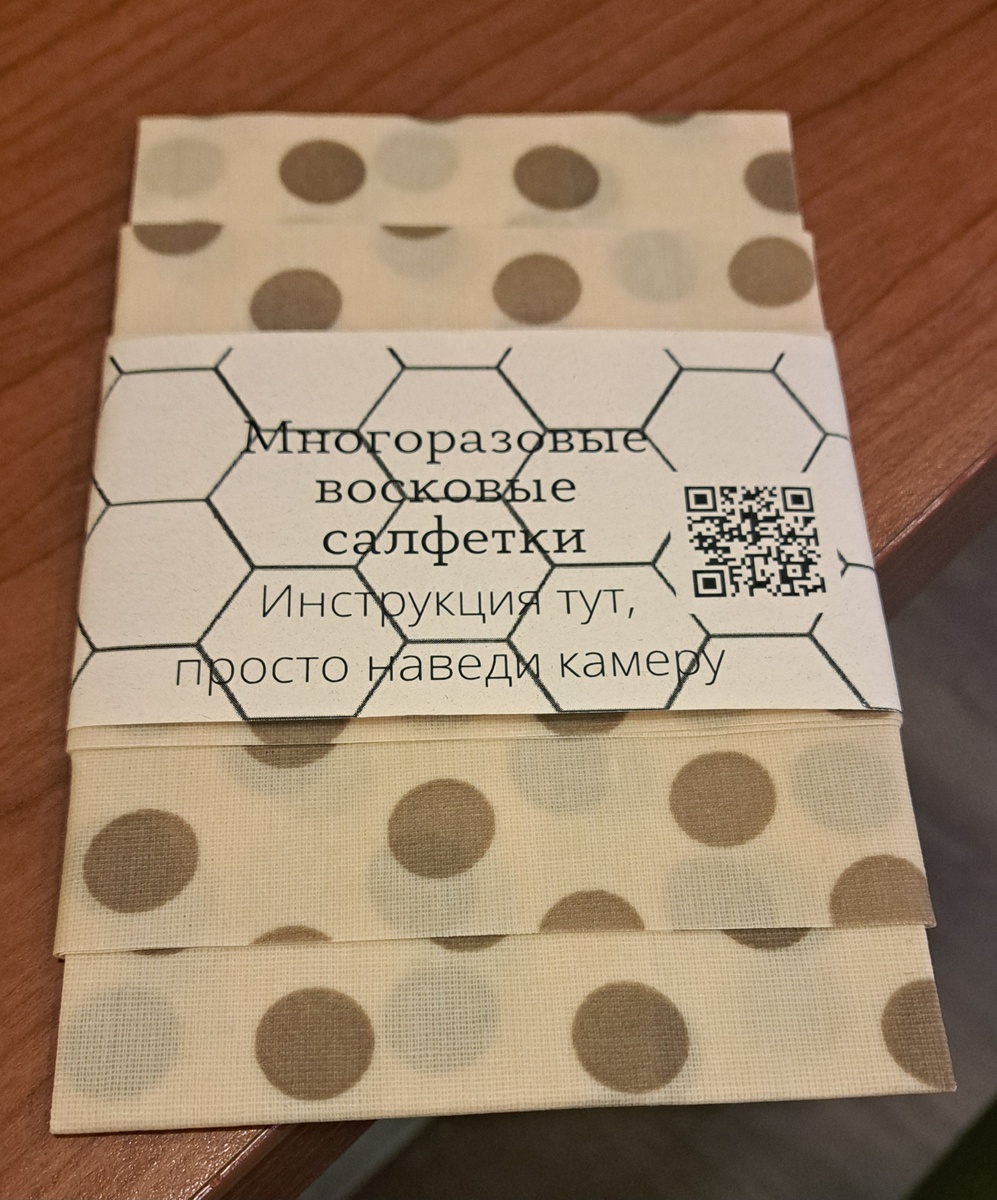 Многоразовые
восковые
салфетки
Инструкция тут,
просто наведи камеру